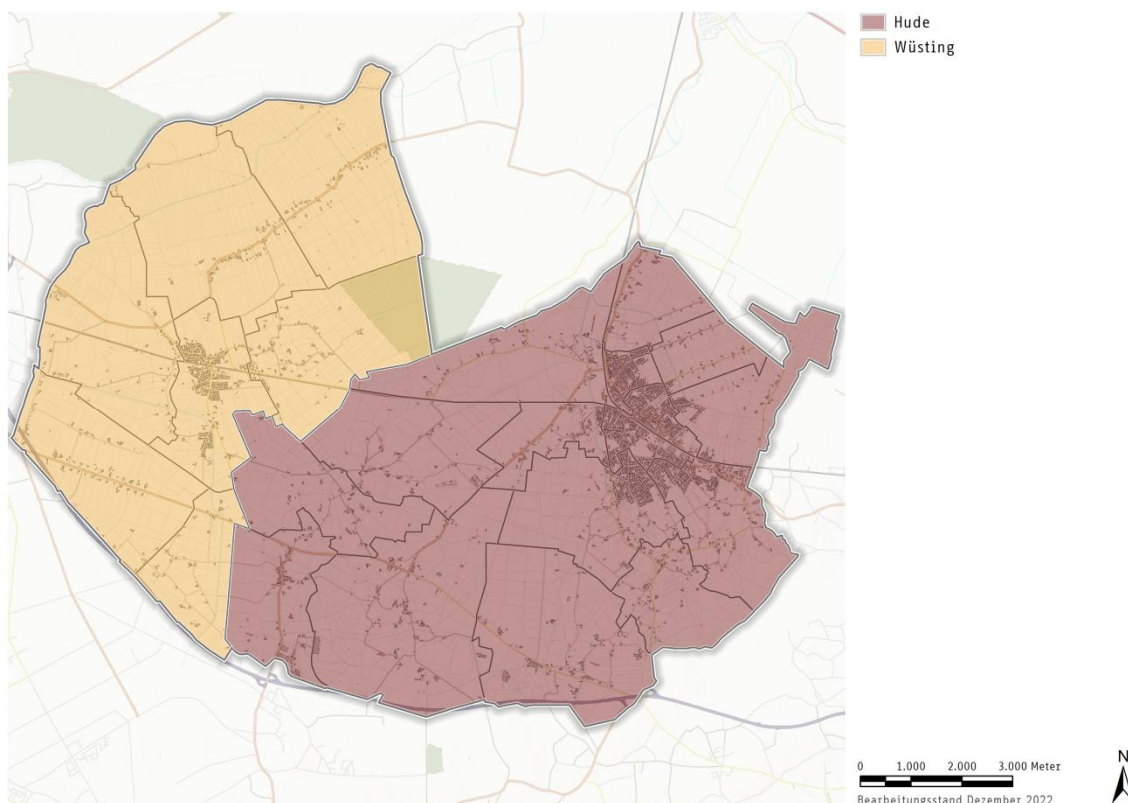 Hude
Wüsting
0 1.000 2.000 3.000 Meter
Bearbeitungsstand Dezember 2022
N